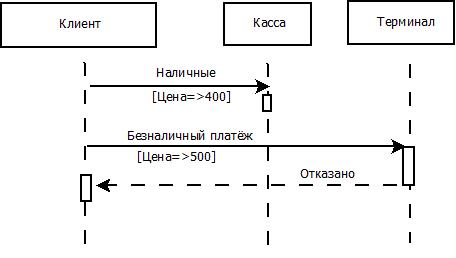 Клиент
Касса
Терминал
Наличные
[Цена=>400]
Безналичный платёж
[Цена=>500]
Отказано